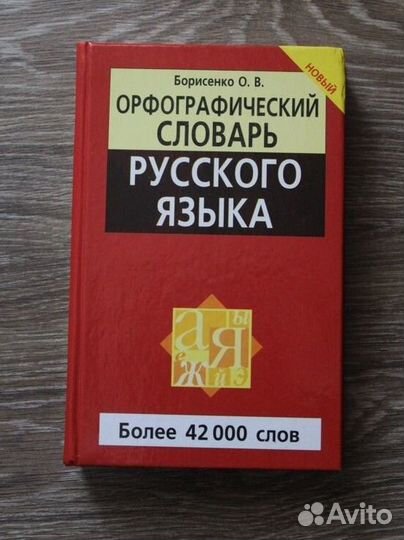 Борисенко О. В.
НОВЫЙ
ОРФОГРАФИЧЕСКИЙ
СЛОВАРЬ
РУССКОГО
ЯЗЫКА
а Я ы
е ж й э
Более 42 000 слов
Avito